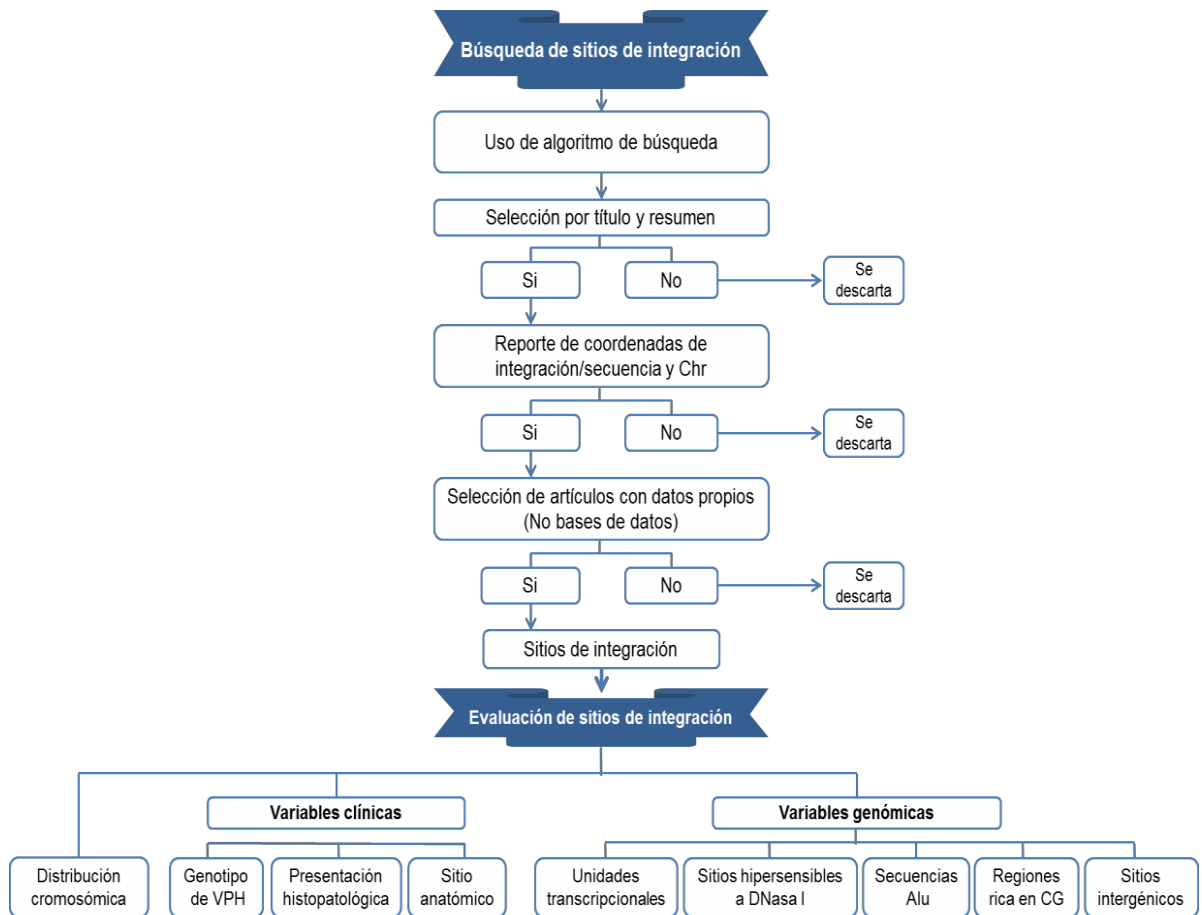 Búsqueda de sitios de integración
Uso de algoritmo de búsqueda
Selección por título y resumen
Si
No
Se
descarta
Reporte de coordenadas de
integración/secuencia y Chr
Si
No
Se
descarta
Selección de artículos con datos propios
(No bases de datos)
Si
No
Se
descarta
Sitios de integración
Evaluación de sitios de integración
Variables clínicas
Variables genómicas
Distribución
cromosómica
Genotipo
de VPH
Presentación
histopatológica
Sitio
anatómico
Unidades
transcripcionales
Sitios hipersensibles
a DNasa I
Secuencias
Alu
Regiones
rica en CG
Sitios
intergénicos